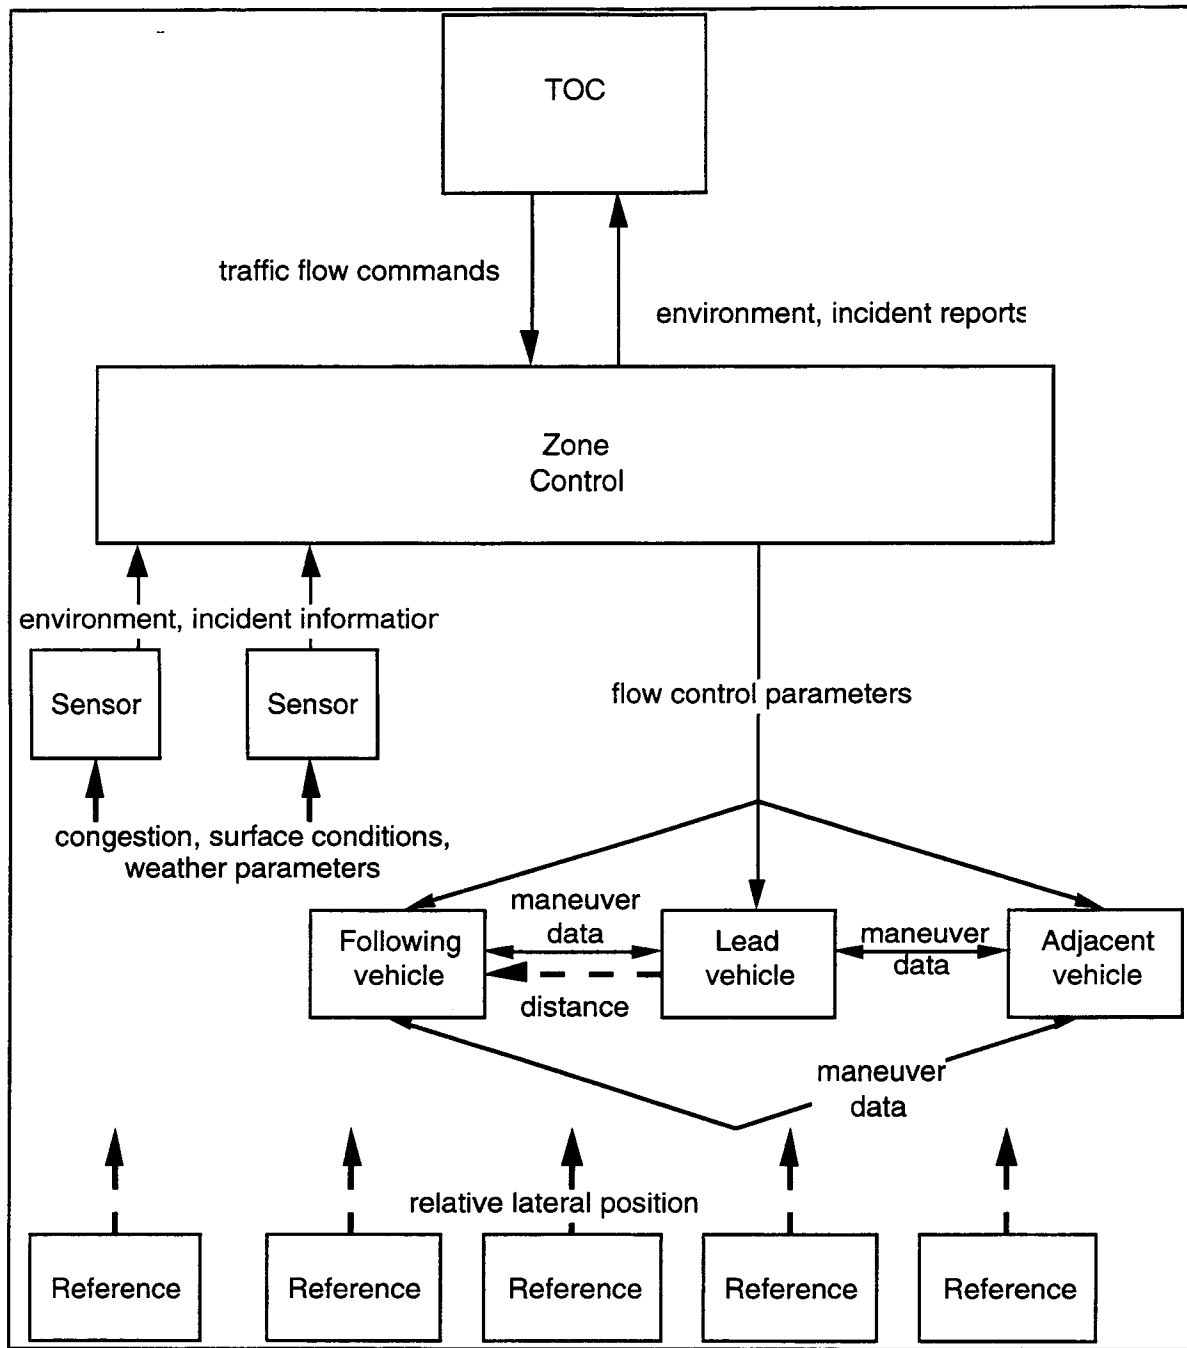 TOC
traffic flow commands
environment, incident reports
Zone
Control
environment, incident information
Sensor
Sensor
flow control parameters
congestion, surface conditions,
weather parameters
Following
vehicle
maneuver
data
distance
Lead
vehicle
maneuver
data
Adjacent
vehicle
maneuver
data
relative lateral position
Reference
Reference
Reference
Reference
Reference